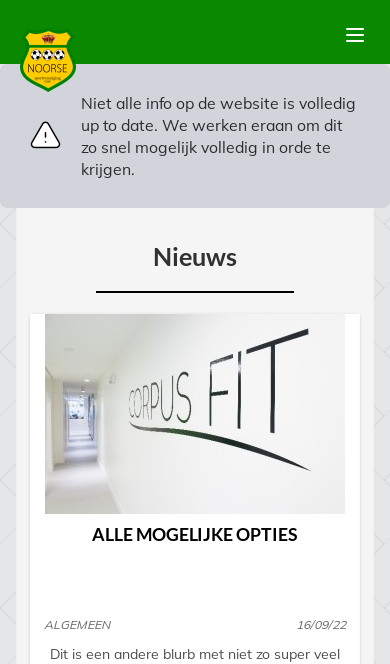 NOORSE
Niet alle info op de website is volledig
up to date. We werken eraan om dit
zo snel mogelijk volledig in orde te
krijgen.
Nieuws
CORPUS FIT
ALLE MOGELIJKE OPTIES
ALGEMEEN 16/09/22
Dit is een andere blurb met niet zo super veel